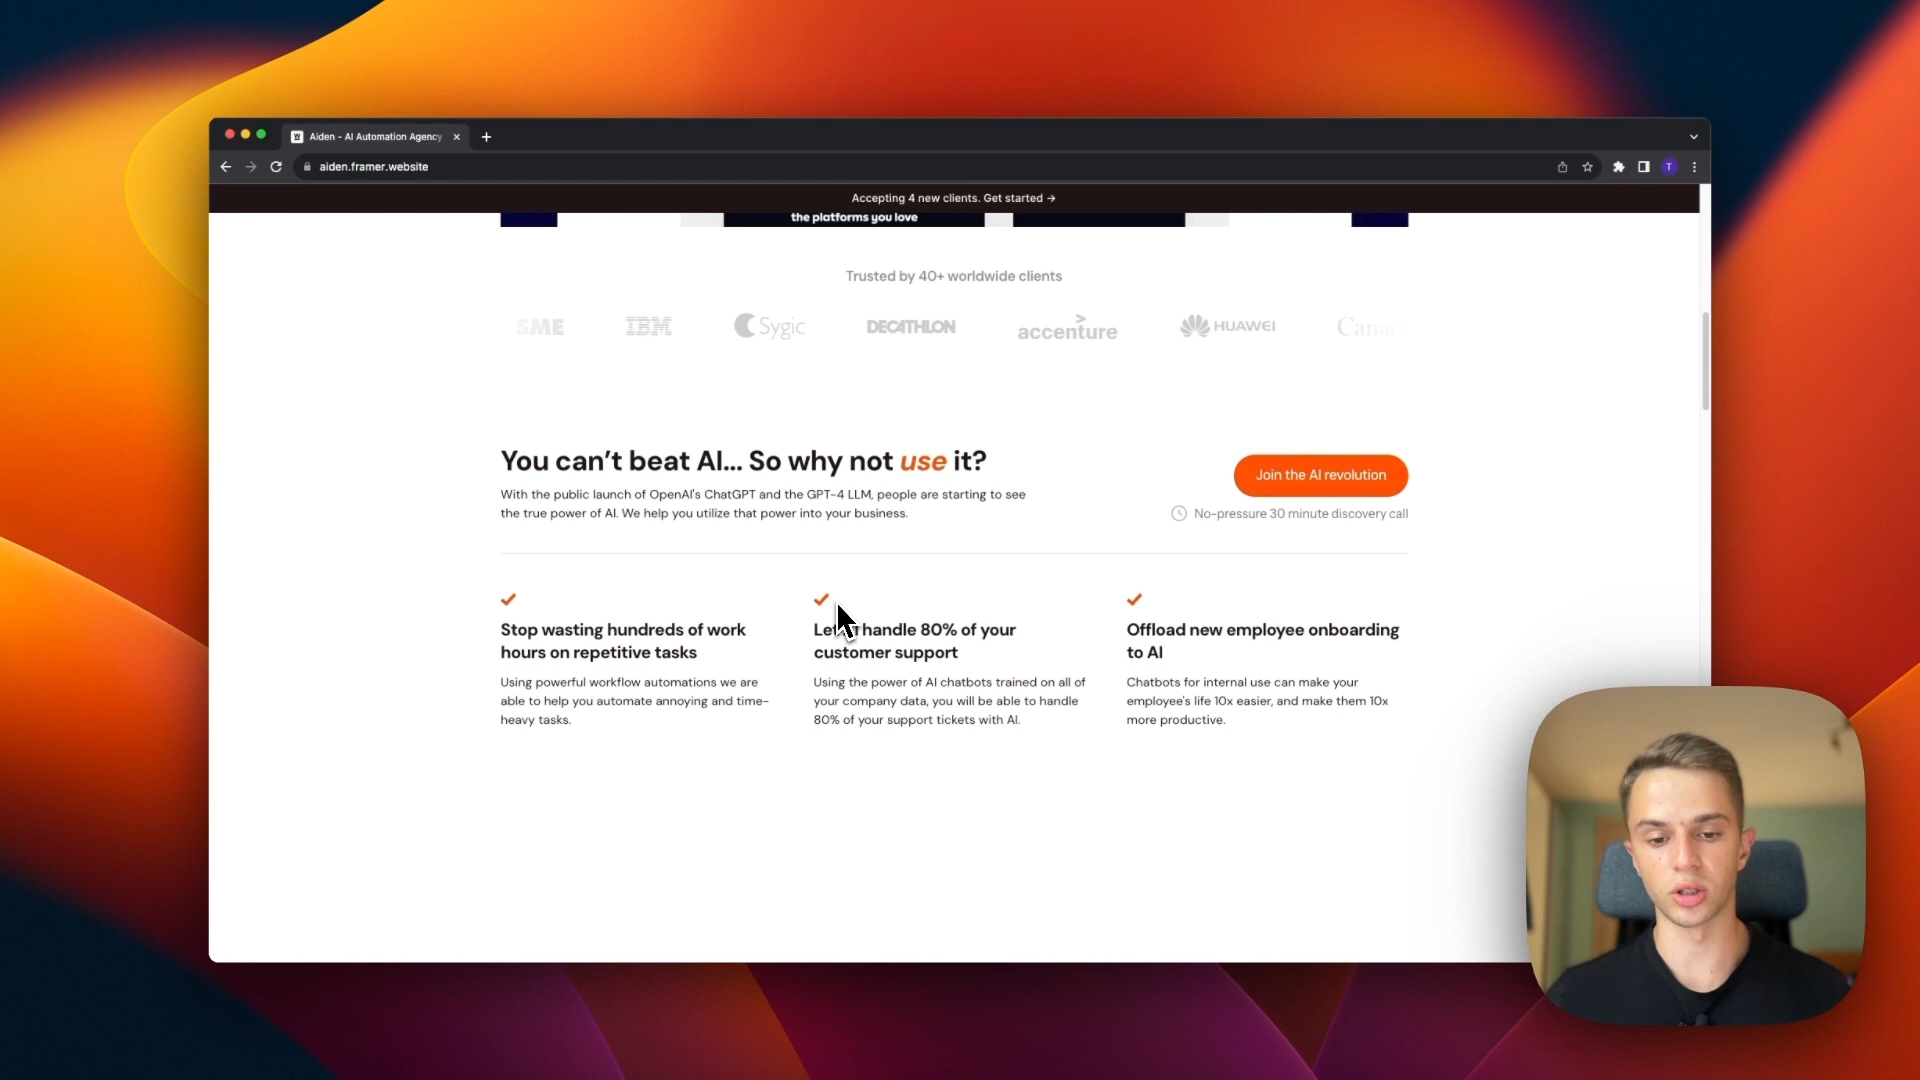 Aiden - AI Automation Agency
aiden.framer.website
T
Accepting 4 new clients. Get started →
the platforms you love
Trusted by 40+ worldwide clients
SME IBM Sygic DECATHLON accenture HUAWEI
You can't beat AI... So why not use it?
With the public launch of OpenAI's ChatGPT and the GPT-4 LLM, people are starting to see
the true power of AI. We help you utilize that power into your business.
Join the AI revolution
No-pressure 30 minute discovery call
Stop wasting hundreds of work
hours on repetitive tasks
Using powerful workflow automations we are
able to help you automate annoying and time-
heavy tasks.
Let handle 80% of your
customer support
Using the power of AI chatbots trained on all of
your company data, you will be able to handle
80% of your support tickets with AI.
Offload new employee onboarding
to AI
Chatbots for internal use can make your
employee's life 10x easier, and make them 10x
more productive.